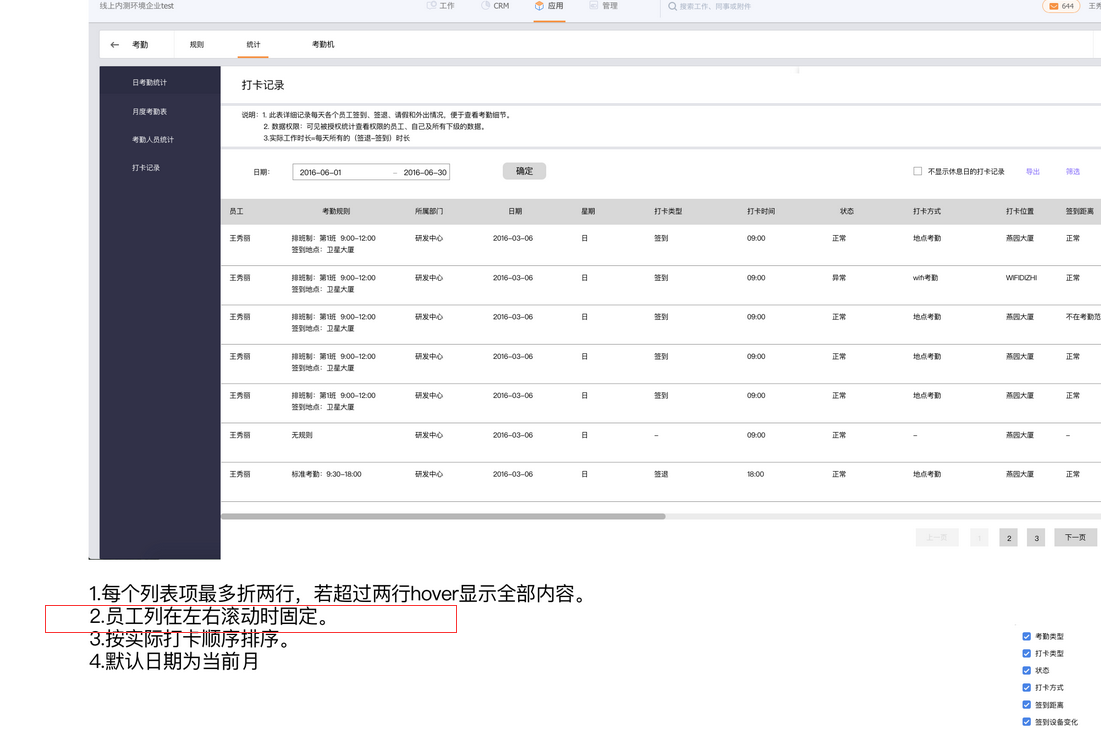 线上内测环境企业test 工作 CRM 应用 管理 搜索工作、同事或附件 644 王秀
考勤 规则 统计 考勤机
日考勤统计
月度考勤表
考勤人员统计
打卡记录
打卡记录
说明：1. 此表详细记录每天各个员工签到、签退、请假和外出情况，便于查看考勤细节。
2. 数据权限：可见被授权统计查看权限的员工、自己及所有下级的数据。
3.实际工作时长=每天所有的（签退-签到）时长
日期： 2016-06-01 - 2016-06-30 确定 不显示休息日的打卡记录 导出 筛选
员工 考勤规则 所属部门 日期 星期 打卡类型 打卡时间 状态 打卡方式 打卡位置 签到距离
王秀丽 排班制：第1班 9:00-12:00 研发中心 2016-03-06 日 签到 09:00 正常 地点考勤 燕园大厦 正常
签到地点：卫星大厦
王秀丽 排班制：第1班 9:00-12:00 研发中心 2016-03-06 日 签到 09:00 异常 wifi考勤 WIFIDIZHI 正常
签到地点：卫星大厦
王秀丽 排班制：第1班 9:00-12:00 研发中心 2016-03-06 日 签到 09:00 正常 地点考勤 燕园大厦 不在考勤范
签到地点：卫星大厦
王秀丽 排班制：第1班 9:00-12:00 研发中心 2016-03-06 日 签到 09:00 正常 地点考勤 燕园大厦 正常
签到地点：卫星大厦
王秀丽 排班制：第1班 9:00-12:00 研发中心 2016-03-06 日 签到 09:00 正常 地点考勤 燕园大厦 正常
签到地点：卫星大厦
王秀丽 无规则 研发中心 2016-03-06 日 - 09:00 正常 - 燕园大厦 -
王秀丽 标准考勤：9:30-18:00 研发中心 2016-03-06 日 签退 18:00 正常 地点考勤 燕园大厦 正常
上一页 1 2 3 下一页
1.每个列表项最多折两行，若超过两行hover显示全部内容。
2.员工列在左右滚动时固定。
3.按实际打卡顺序排序。
4.默认日期为当前月
考勤类型
打卡类型
状态
打卡方式
签到距离
签到设备变化